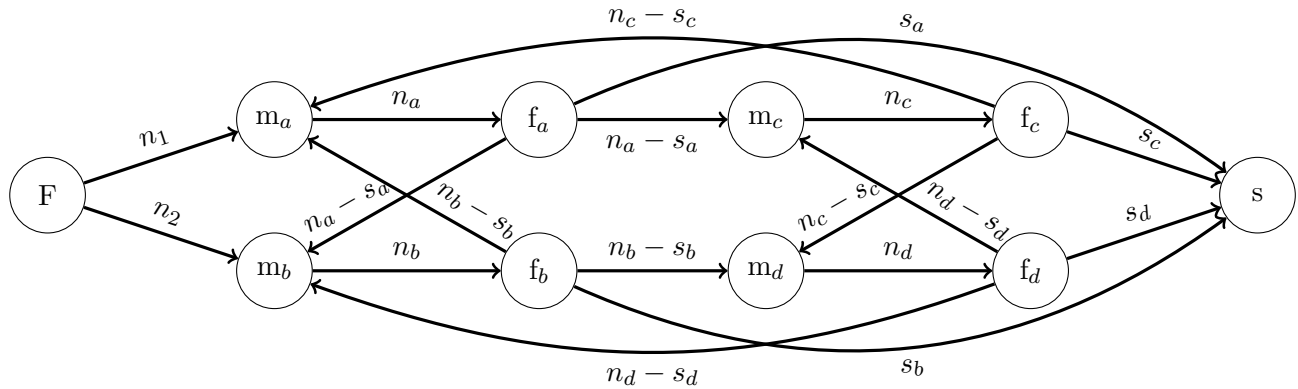 n_c − s_c
s_a
m_a
n_a
f_a
m_c
n_c
f_c
n_1
n_a − s_a
s_c
F
n_a − s_a
n_b − s_b
n_c − s_c
n_d − s_d
s
n_2
s_d
m_b
n_b
f_b
n_b − s_b
m_d
n_d
f_d
n_d − s_d
s_b